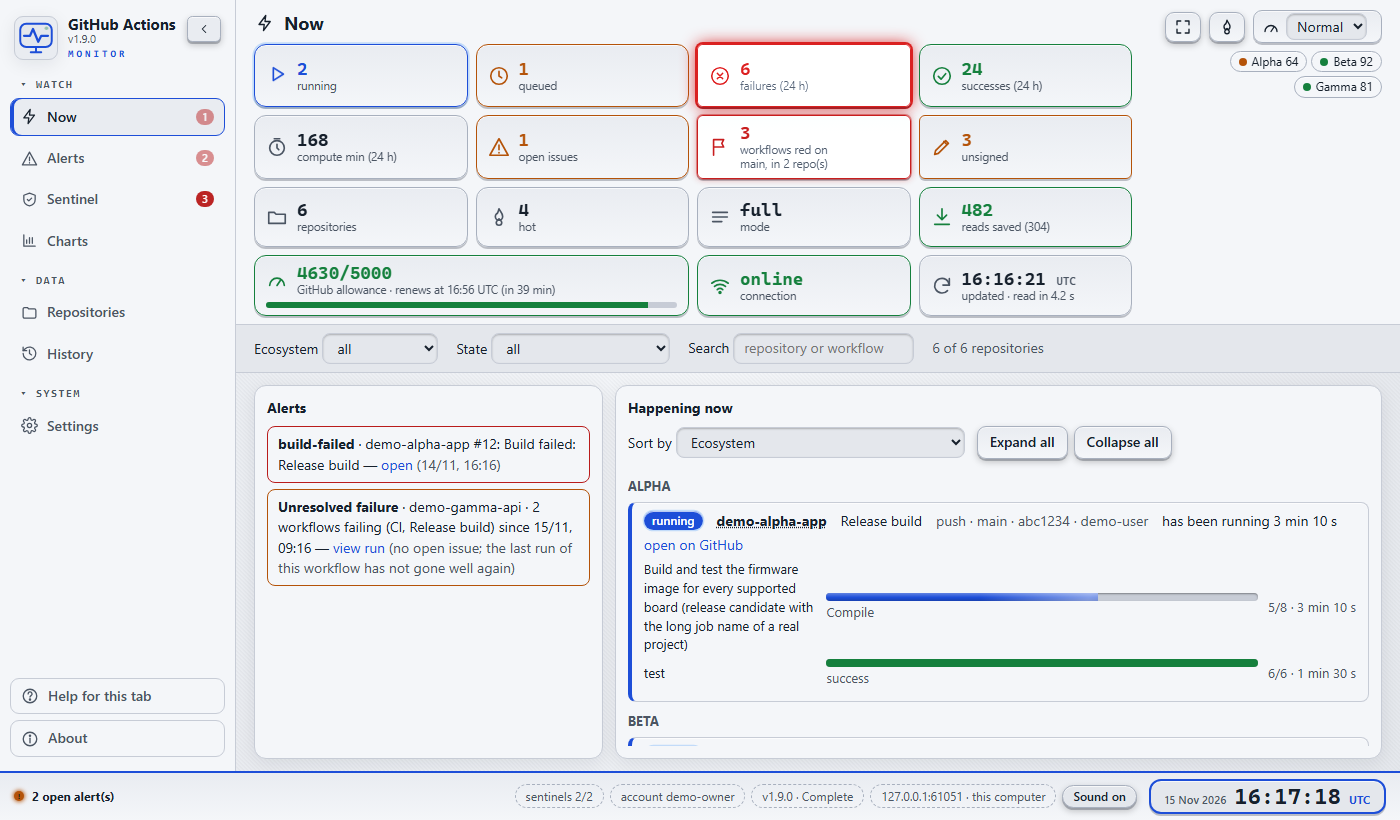 GitHub Actions
v1.9.0
MONITOR
WATCH
Now 1
Alerts 2
Sentinel 3
Charts
DATA
Repositories
History
SYSTEM
Settings
Help for this tab
About
Now
Normal
Alpha 64
Beta 92
Gamma 81
2
running
1
queued
6
failures (24 h)
24
successes (24 h)
168
compute min (24 h)
1
open issues
3
workflows red on
main, in 2 repo(s)
3
unsigned
6
repositories
4
hot
full
mode
482
reads saved (304)
4630/5000
GitHub allowance · renews at 16:56 UTC (in 39 min)
online
connection
16:16:21 UTC
updated · read in 4.2 s
Ecosystem all State all Search repository or workflow 6 of 6 repositories
Alerts
build-failed · demo-alpha-app #12: Build failed:
Release build — open (14/11, 16:16)
Unresolved failure · demo-gamma-api · 2
workflows failing (CI, Release build) since 15/11,
09:16 — view run (no open issue; the last run of
this workflow has not gone well again)
Happening now
Sort by Ecosystem Expand all Collapse all
ALPHA
running demo-alpha-app Release build push · main · abc1234 · demo-user has been running 3 min 10 s
open on GitHub
Build and test the firmware
image for every supported
board (release candidate with
the long job name of a real
project)
Compile
5/8 · 3 min 10 s
test
success
6/6 · 1 min 30 s
BETA
2 open alert(s)
sentinels 2/2
account demo-owner
v1.9.0 · Complete
127.0.0.1:61051 · this computer
Sound on
15 Nov 2026 16:17:18 UTC